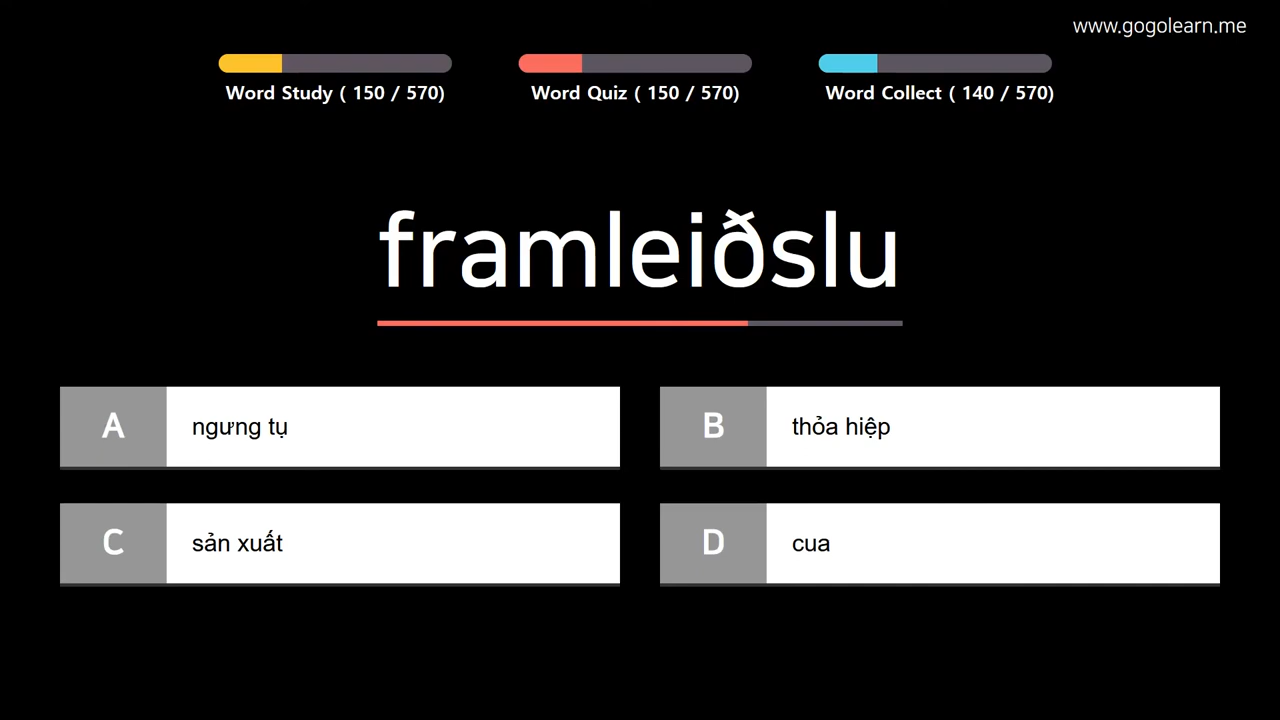 www.gogolearn.me
Word Study ( 150 / 570)
Word Quiz ( 150 / 570)
Word Collect ( 140 / 570)
framleiðslu
A ngưng tụ
B thỏa hiệp
C sản xuất
D cua